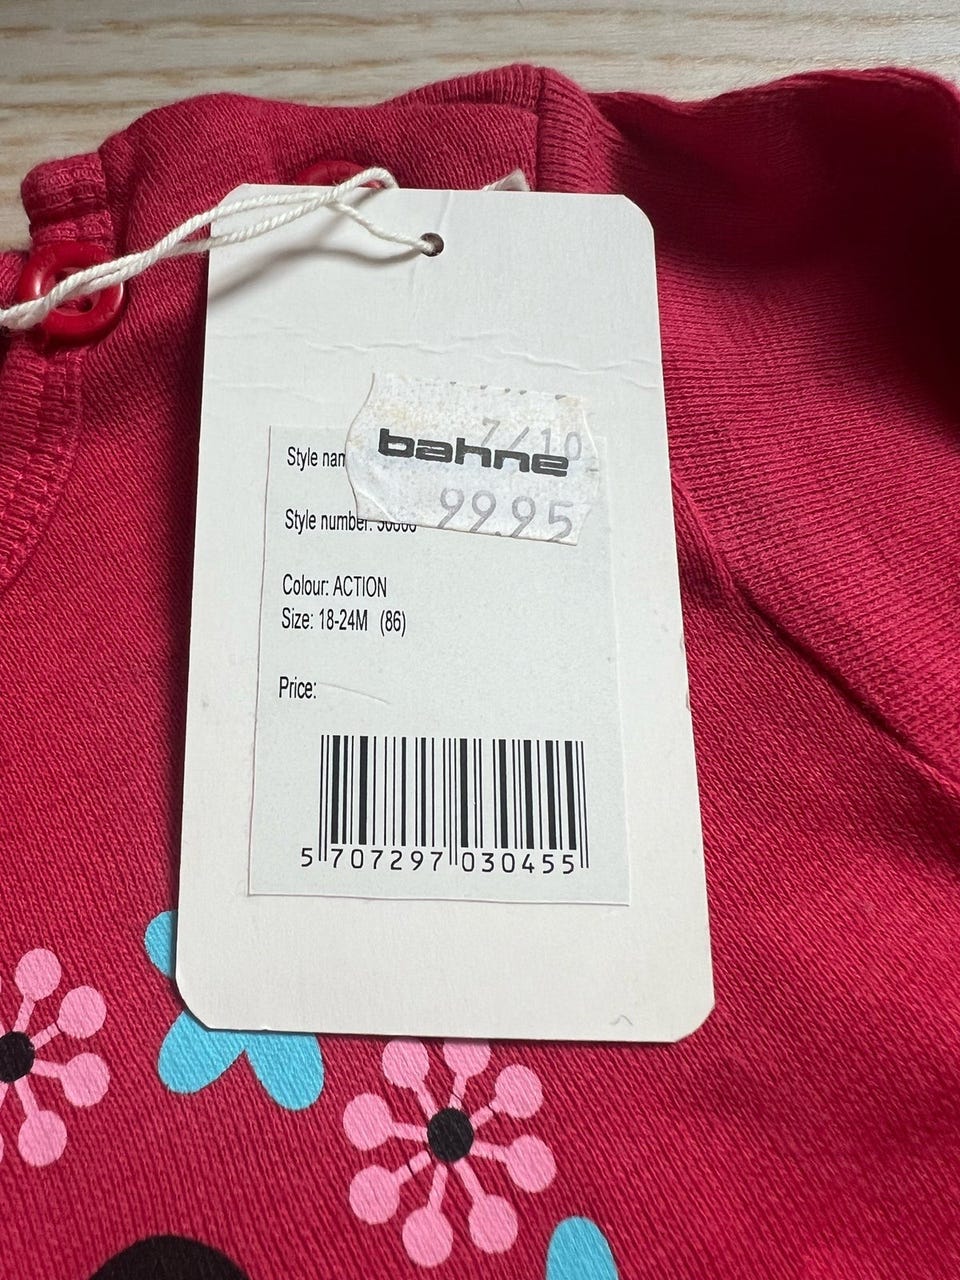 7/10
bahne
99.95
Style nam
Style number:
Colour: ACTION
Size: 18-24M (86)
Price:
5 707297 030455